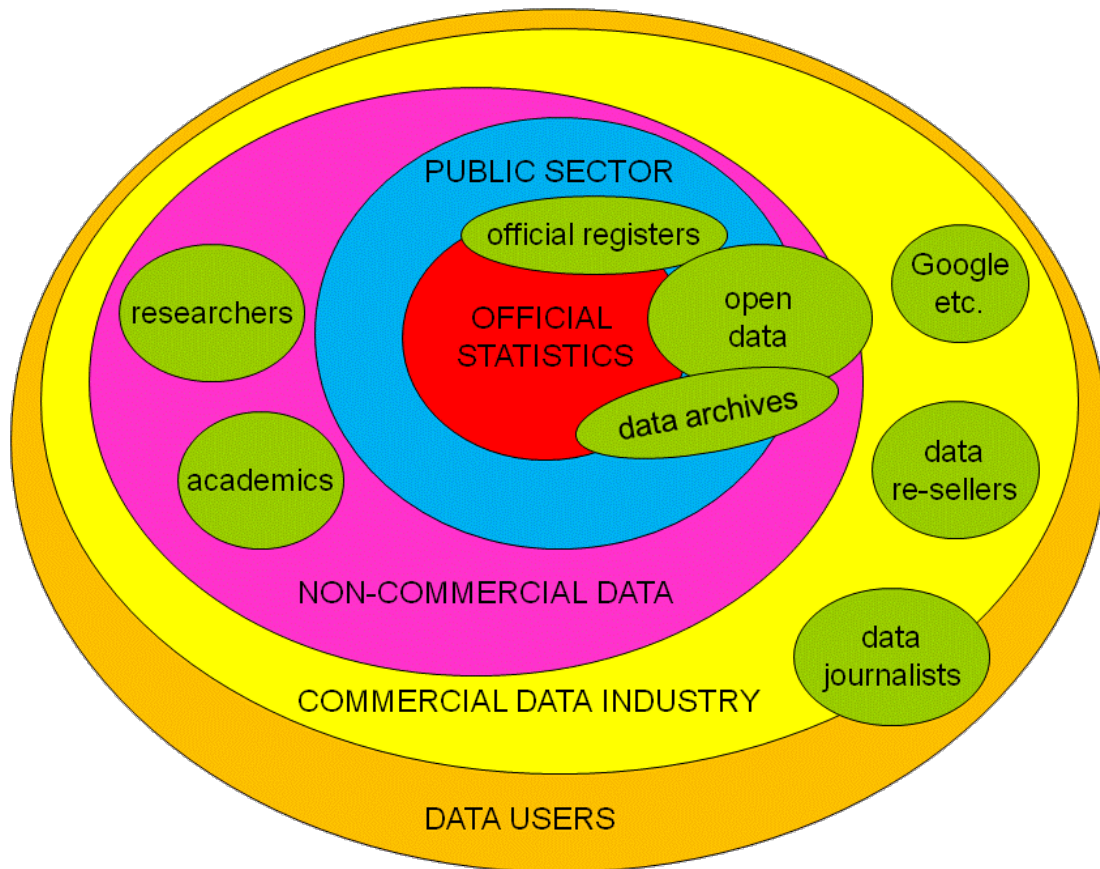 PUBLIC SECTOR
official registers
OFFICIAL
STATISTICS
open
data
data archives
researchers
academics
Google
etc.
data
re-sellers
data
journalists
NON-COMMERCIAL DATA
COMMERCIAL DATA INDUSTRY
DATA USERS